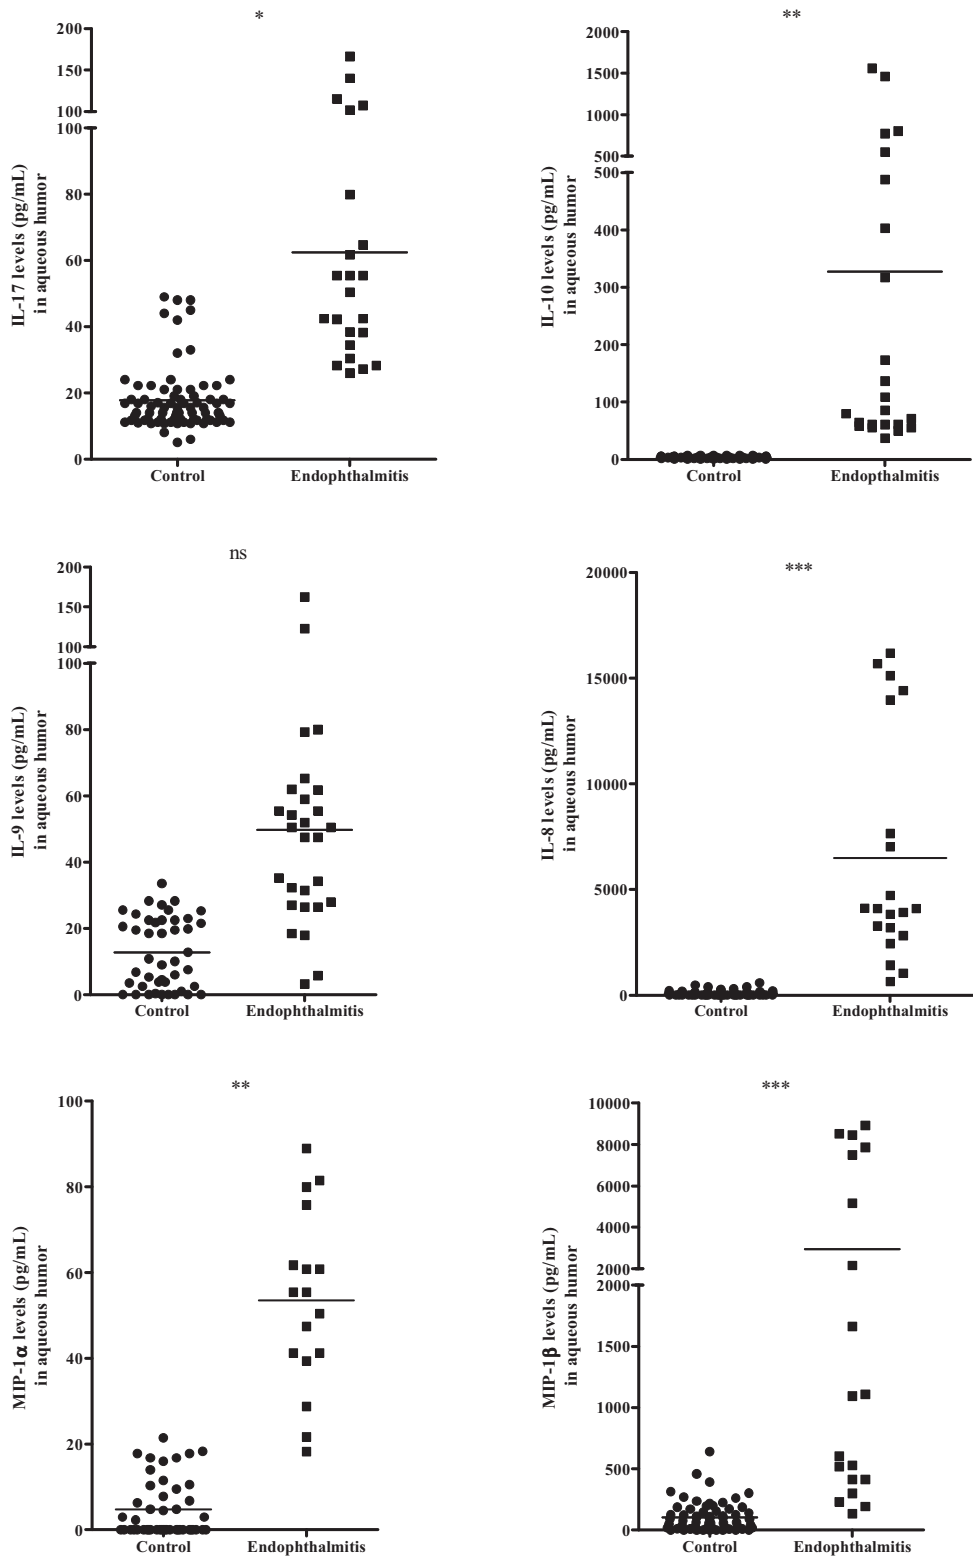 *
200
150
100
100
80
60
40
20
0
IL-17 levels (pg/mL)
in aqueous humor
Control
Endophthalmitis
**
2000
1500
1000
500
500
400
300
200
100
0
IL-10 levels (pg/mL)
in aqueous humor
Control
Endopthalmitis
ns
200
150
100
100
80
60
40
20
0
IL-9 levels (pg/mL)
in aqueous humor
Control
Endophthalmitis
***
20000
15000
10000
5000
0
IL-8 levels (pg/mL)
in aqueous humor
Control
Endophthalmitis
**
100
80
60
40
20
0
MIP-1α levels (pg/mL)
in aqueous humor
Control
Endophthalmitis
***
10000
8000
6000
4000
2000
2000
1500
1000
500
0
MIP-1β levels (pg/mL)
in aqueous humor
Control
Endophthalmitis